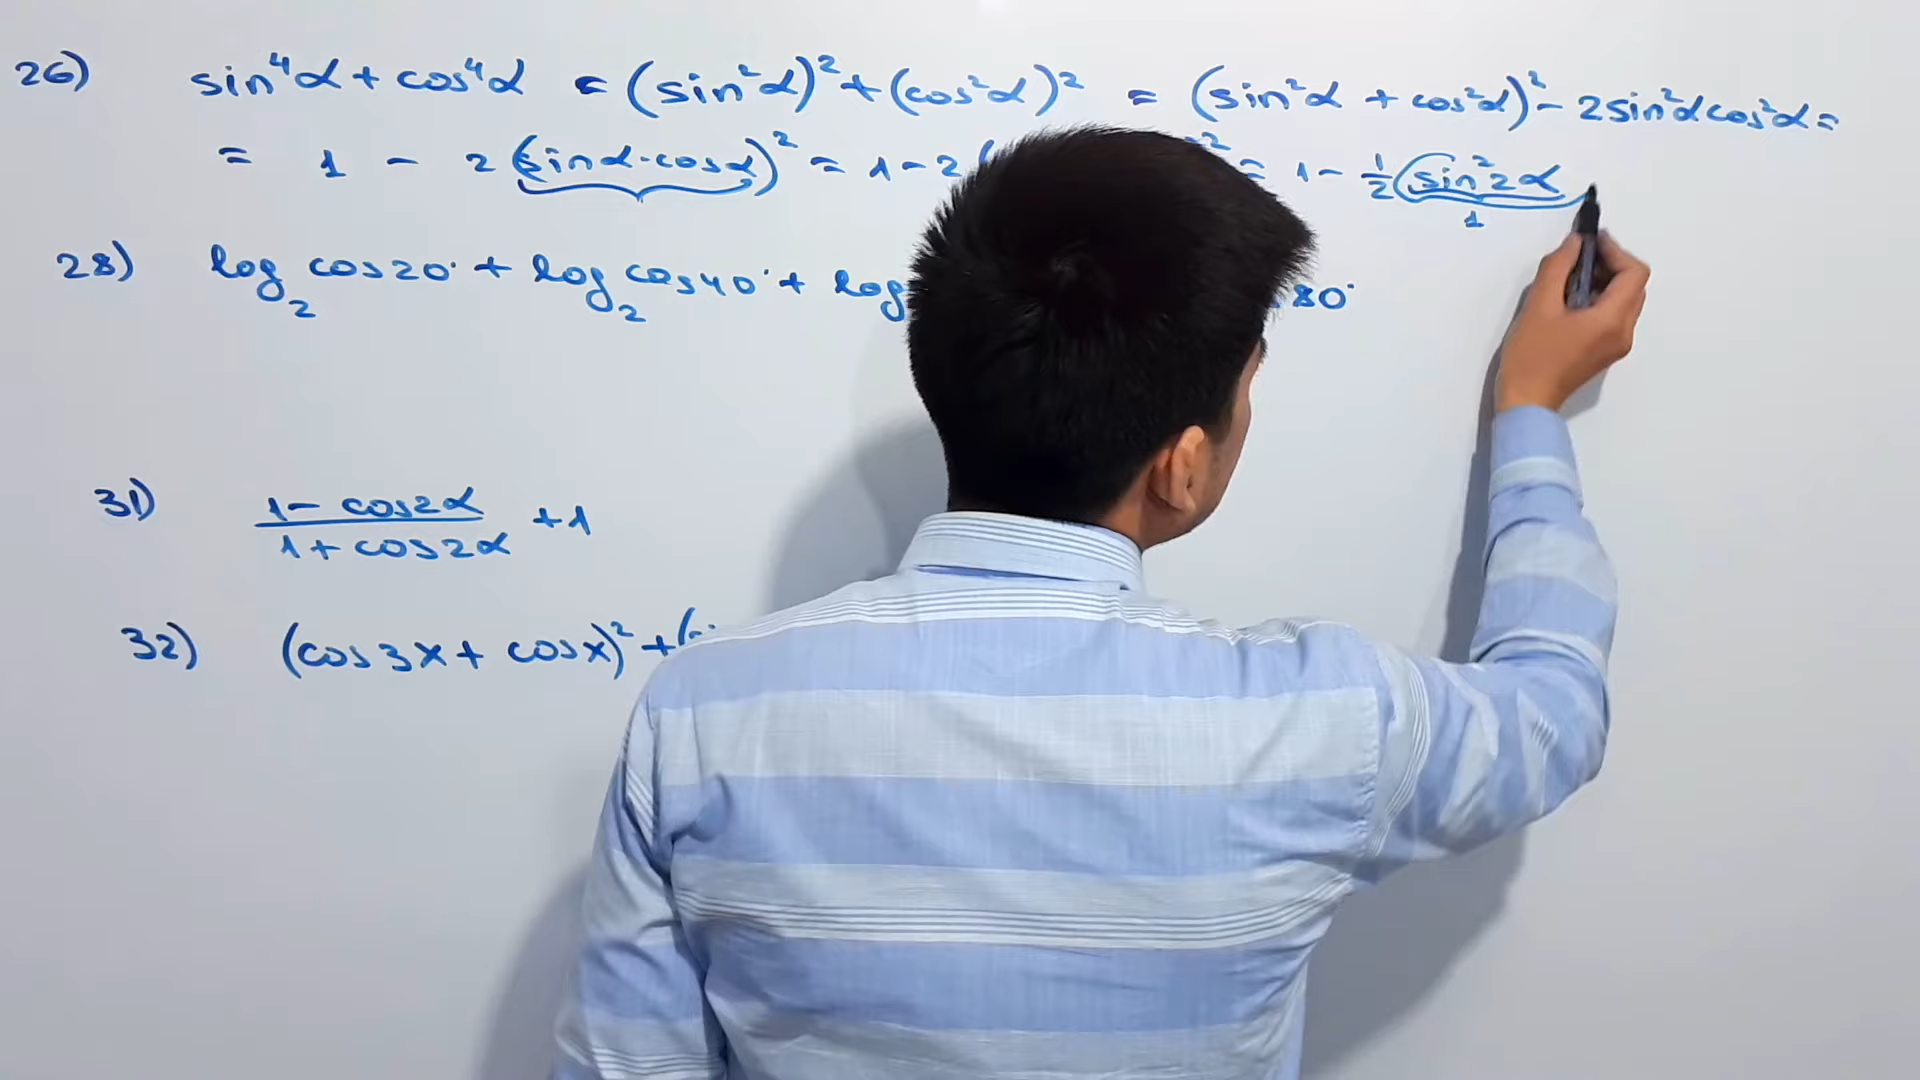 26) sin⁴α + cos⁴α = (sin²α)² + (cos²α)² = (sin²α + cos²α)² - 2sin²αcos²α =
= 1 - 2(sinα·cosα)² = 1 - 2 ² = 1 - 1/2(sin²2α
1
28) log₂ cos20° + log₂ cos40° + log 80°
31) (1 - cos2α)/(1 + cos2α) + 1
32) (cos3x + cosx)² + (